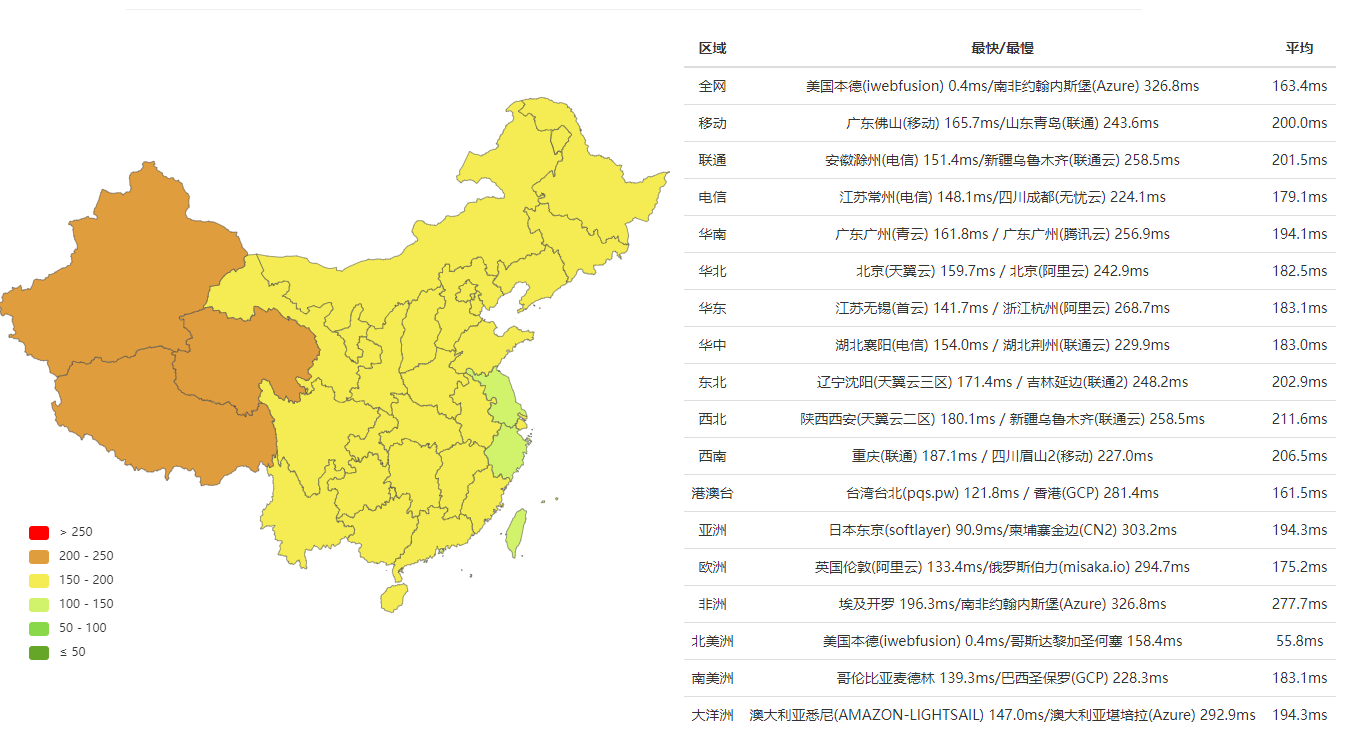 区域 最快/最慢 平均
全网 美国本德(iwebfusion) 0.4ms/南非约翰内斯堡(Azure) 326.8ms 163.4ms
移动 广东佛山(移动) 165.7ms/山东青岛(联通) 243.6ms 200.0ms
联通 安徽滁州(电信) 151.4ms/新疆乌鲁木齐(联通云) 258.5ms 201.5ms
电信 江苏常州(电信) 148.1ms/四川成都(无忧云) 224.1ms 179.1ms
华南 广东广州(青云) 161.8ms / 广东广州(腾讯云) 256.9ms 194.1ms
华北 北京(天翼云) 159.7ms / 北京(阿里云) 242.9ms 182.5ms
华东 江苏无锡(首云) 141.7ms / 浙江杭州(阿里云) 268.7ms 183.1ms
华中 湖北襄阳(电信) 154.0ms / 湖北荆州(联通云) 229.9ms 183.0ms
东北 辽宁沈阳(天翼云三区) 171.4ms / 吉林延边(联通2) 248.2ms 202.9ms
西北 陕西西安(天翼云二区) 180.1ms / 新疆乌鲁木齐(联通云) 258.5ms 211.6ms
西南 重庆(联通) 187.1ms / 四川眉山2(移动) 227.0ms 206.5ms
港澳台 台湾台北(pqs.pw) 121.8ms / 香港(GCP) 281.4ms 161.5ms
亚洲 日本东京(softlayer) 90.9ms/柬埔寨金边(CN2) 303.2ms 194.3ms
欧洲 英国伦敦(阿里云) 133.4ms/俄罗斯伯力(misaka.io) 294.7ms 175.2ms
非洲 埃及开罗 196.3ms/南非约翰内斯堡(Azure) 326.8ms 277.7ms
北美洲 美国本德(iwebfusion) 0.4ms/哥斯达黎加圣何塞 158.4ms 55.8ms
南美洲 哥伦比亚麦德林 139.3ms/巴西圣保罗(GCP) 228.3ms 183.1ms
大洋洲 澳大利亚悉尼(AMAZON-LIGHTSAIL) 147.0ms/澳大利亚堪培拉(Azure) 292.9ms 194.3ms
> 250
200 - 250
150 - 200
100 - 150
50 - 100
≤ 50